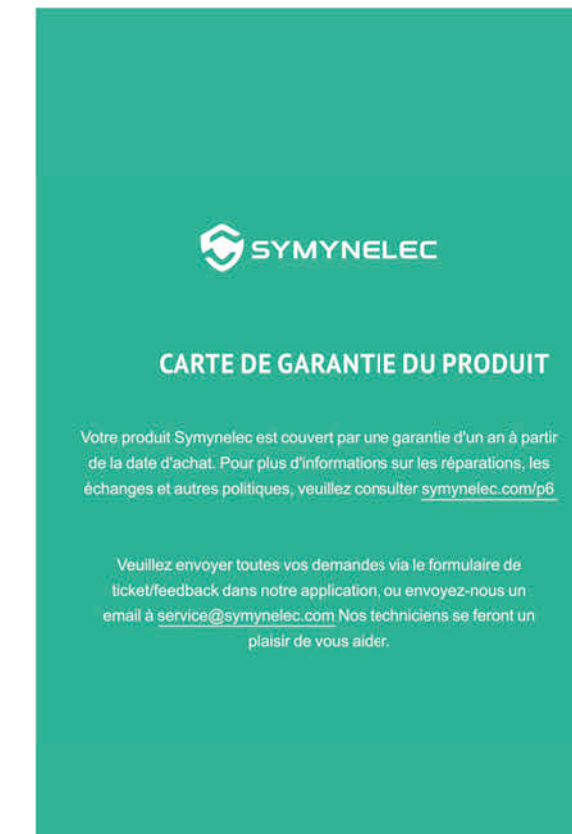 SYMYNELEC
CARTE DE GARANTIE DU PRODUIT
Votre produit Symynelec est couvert par une garantie d'un an à partir
de la date d'achat. Pour plus d'informations sur les réparations, les
échanges et autres politiques, veuillez consulter symynelec.com/p6
Veuillez envoyer toutes vos demandes via le formulaire de
ticket/feedback dans notre application, ou envoyez-nous un
email à service@symynelec.com Nos techniciens se feront un
plaisir de vous aider.